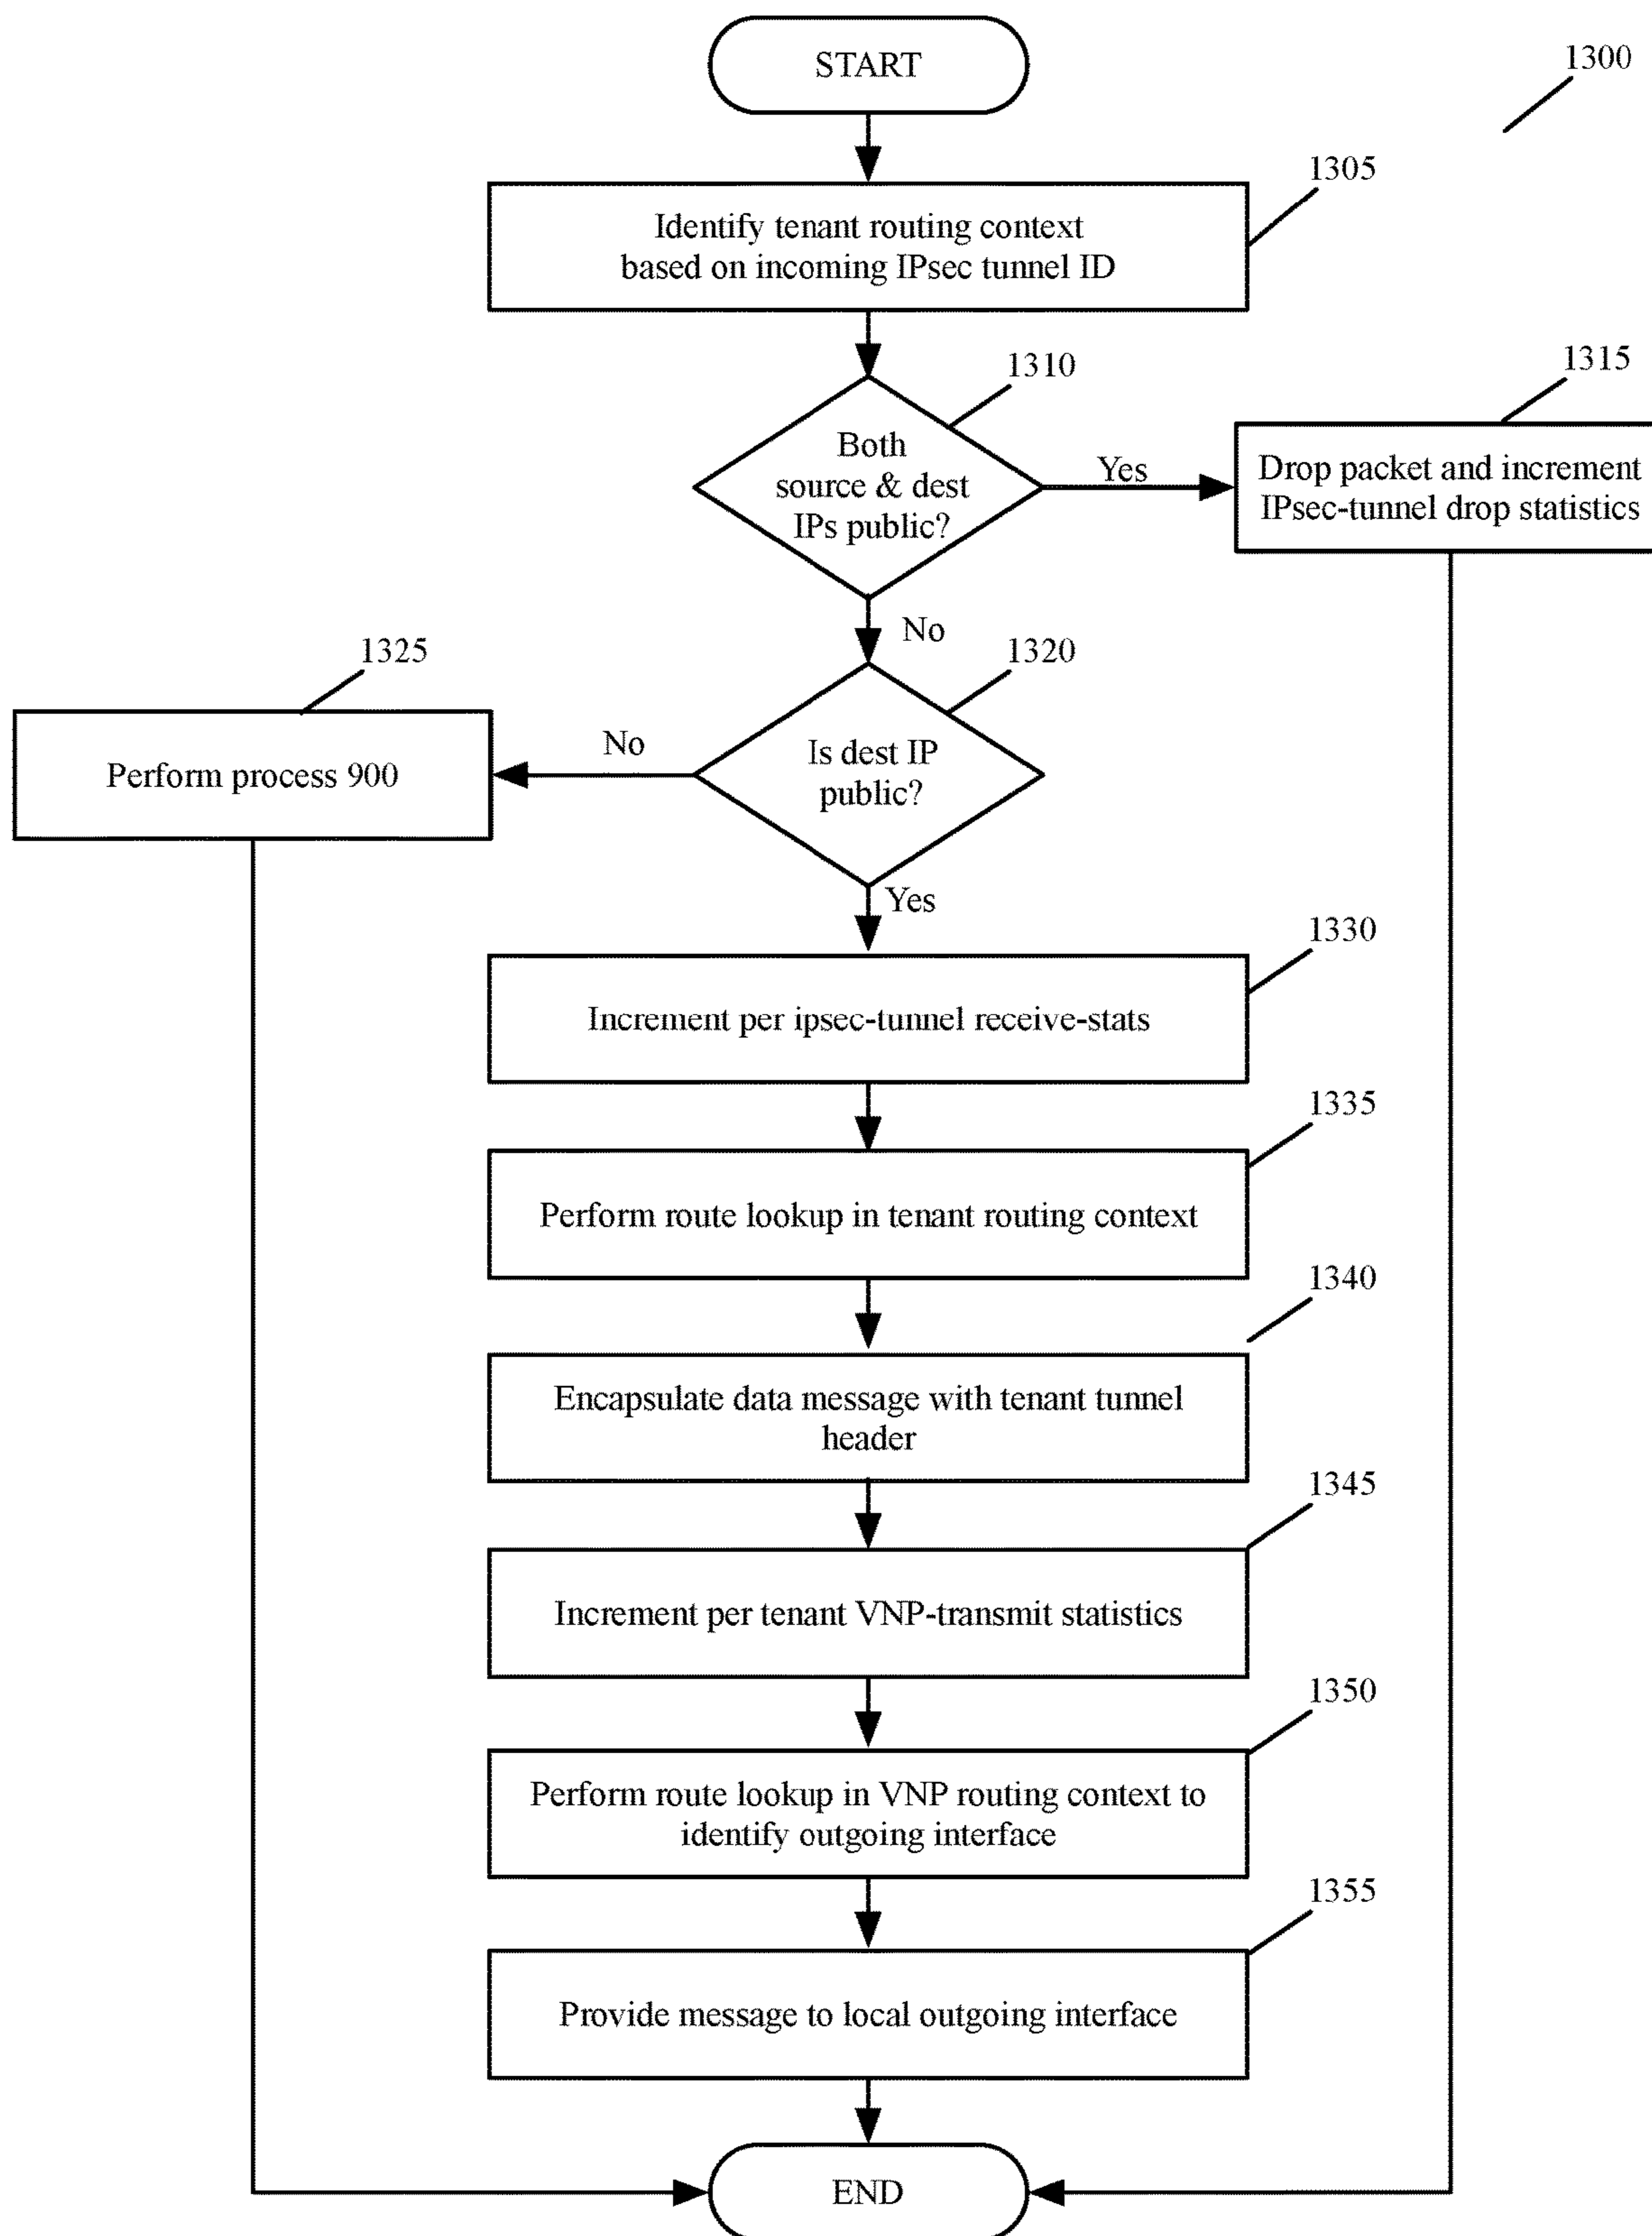 START
1300
1305
Identify tenant routing context
based on incoming IPsec tunnel ID
1310
1315
Both
source & dest
IPs public?
Yes
Drop packet and increment
IPsec-tunnel drop statistics
No
1320
1325
Is dest IP
public?
No
Perform process 900
Yes
1330
Increment per ipsec-tunnel receive-stats
1335
Perform route lookup in tenant routing context
1340
Encapsulate data message with tenant tunnel
header
1345
Increment per tenant VNP-transmit statistics
1350
Perform route lookup in VNP routing context to
identify outgoing interface
1355
Provide message to local outgoing interface
END